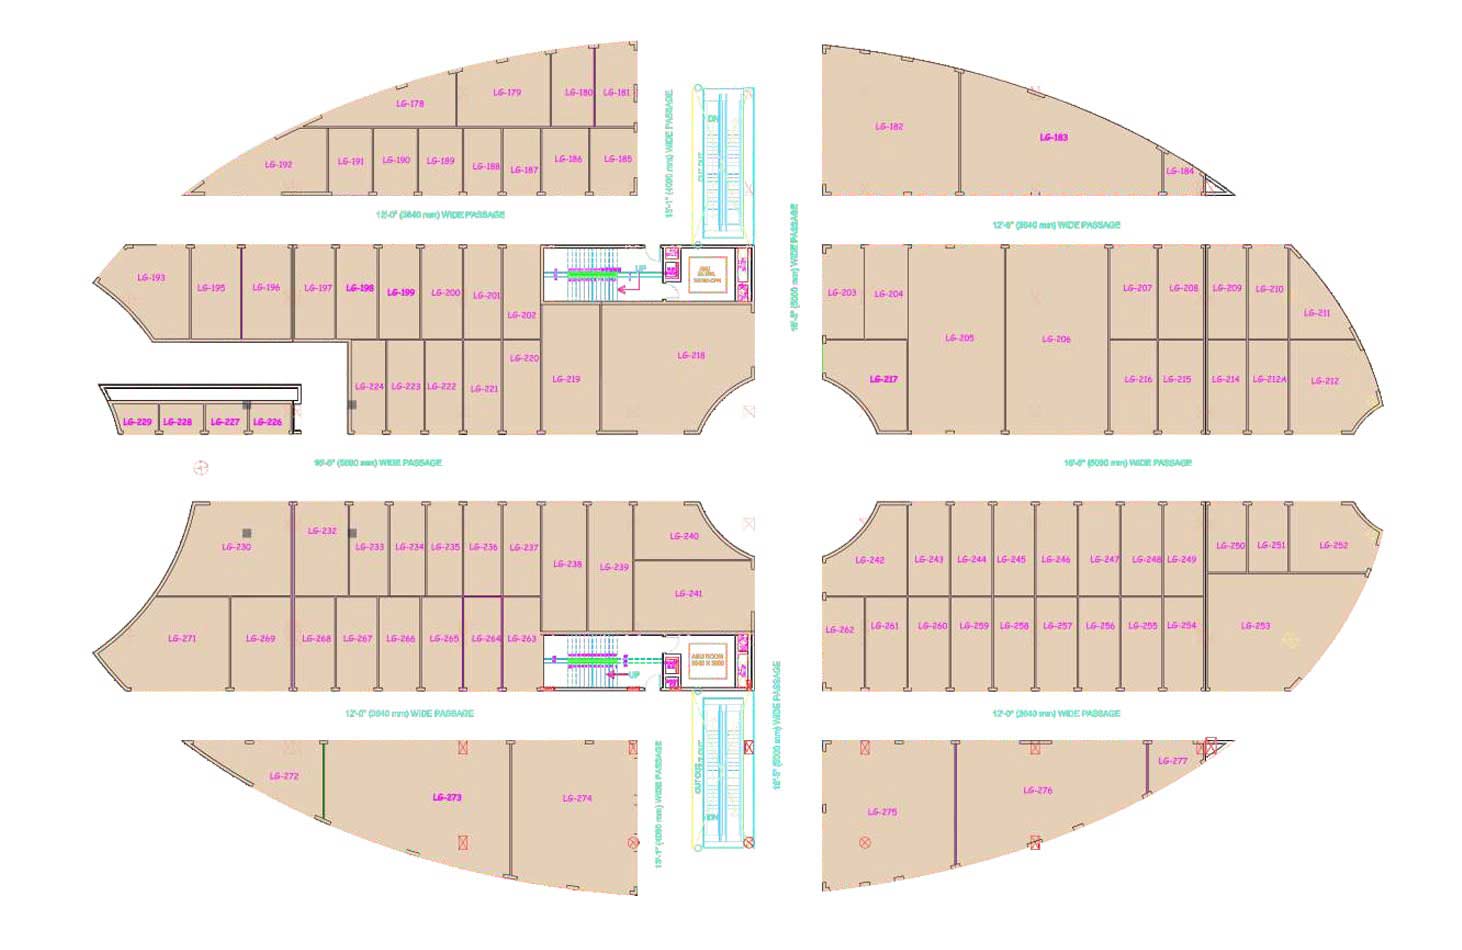 LG-178
LG-179
LG-180
LG-181
LG-192
LG-191
LG-190
LG-189
LG-188
LG-187
LG-186
LG-185
DN
CUT OUT
LG-182
LG-183
LG-184
12'-0" (3640 mm) WIDE PASSAGE
13'-1" (4000 mm) WIDE PASSAGE
16'-5" (5000 mm) WIDE PASSAGE
12'-0" (3640 mm) WIDE PASSAGE
LG-193
LG-195
LG-196
LG-197
LG-198
LG-199
LG-200
LG-201
LG-202
UP
LG-203
LG-204
LG-205
LG-206
LG-207
LG-208
LG-209
LG-210
LG-211
LG-224
LG-223
LG-222
LG-221
LG-220
LG-219
LG-218
LG-217
LG-216
LG-215
LG-214
LG-212A
LG-212
LG-229
LG-228
LG-227
LG-226
16'-8" (5090 mm) WIDE PASSAGE
16'-8" (5090 mm) WIDE PASSAGE
LG-230
LG-232
LG-233
LG-234
LG-235
LG-236
LG-237
LG-238
LG-239
LG-240
LG-241
LG-242
LG-243
LG-244
LG-245
LG-246
LG-247
LG-248
LG-249
LG-250
LG-251
LG-252
LG-271
LG-269
LG-268
LG-267
LG-266
LG-265
LG-264
LG-263
UP
AHU ROOM
LG-262
LG-261
LG-260
LG-259
LG-258
LG-257
LG-256
LG-255
LG-254
LG-253
12'-0" (3640 mm) WIDE PASSAGE
13'-1" (4000 mm) WIDE PASSAGE
16'-5" (5000 mm) WIDE PASSAGE
12'-0" (3640 mm) WIDE PASSAGE
LG-272
LG-273
LG-274
CUT OUT
DN
LG-275
LG-276
LG-277